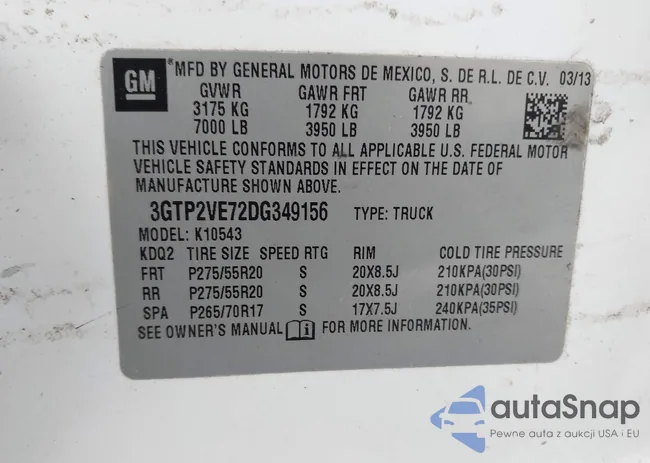 GM
*MFD BY GENERAL MOTORS DE MEXICO, S. DE R.L. DE C.V. 03/13
GVWR GAWR FRT GAWR RR
3175 KG 1792 KG 1792 KG
7000 LB 3950 LB 3950 LB
THIS VEHICLE CONFORMS TO ALL APPLICABLE U.S. FEDERAL MOTOR
VEHICLE SAFETY STANDARDS IN EFFECT ON THE DATE OF
MANUFACTURE SHOWN ABOVE.
3GTP2VE72DG349156 TYPE: TRUCK
MODEL: K10543
KDQ2 TIRE SIZE SPEED RTG RIM COLD TIRE PRESSURE
FRT P275/55R20 S 20X8.5J 210KPA(30PSI)
RR P275/55R20 S 20X8.5J 210KPA(30PSI)
SPA P265/70R17 S 17X7.5J 240KPA(35PSI)
SEE OWNER'S MANUAL FOR MORE INFORMATION.
autaSnap
Pewne auta z aukcji USA i EU